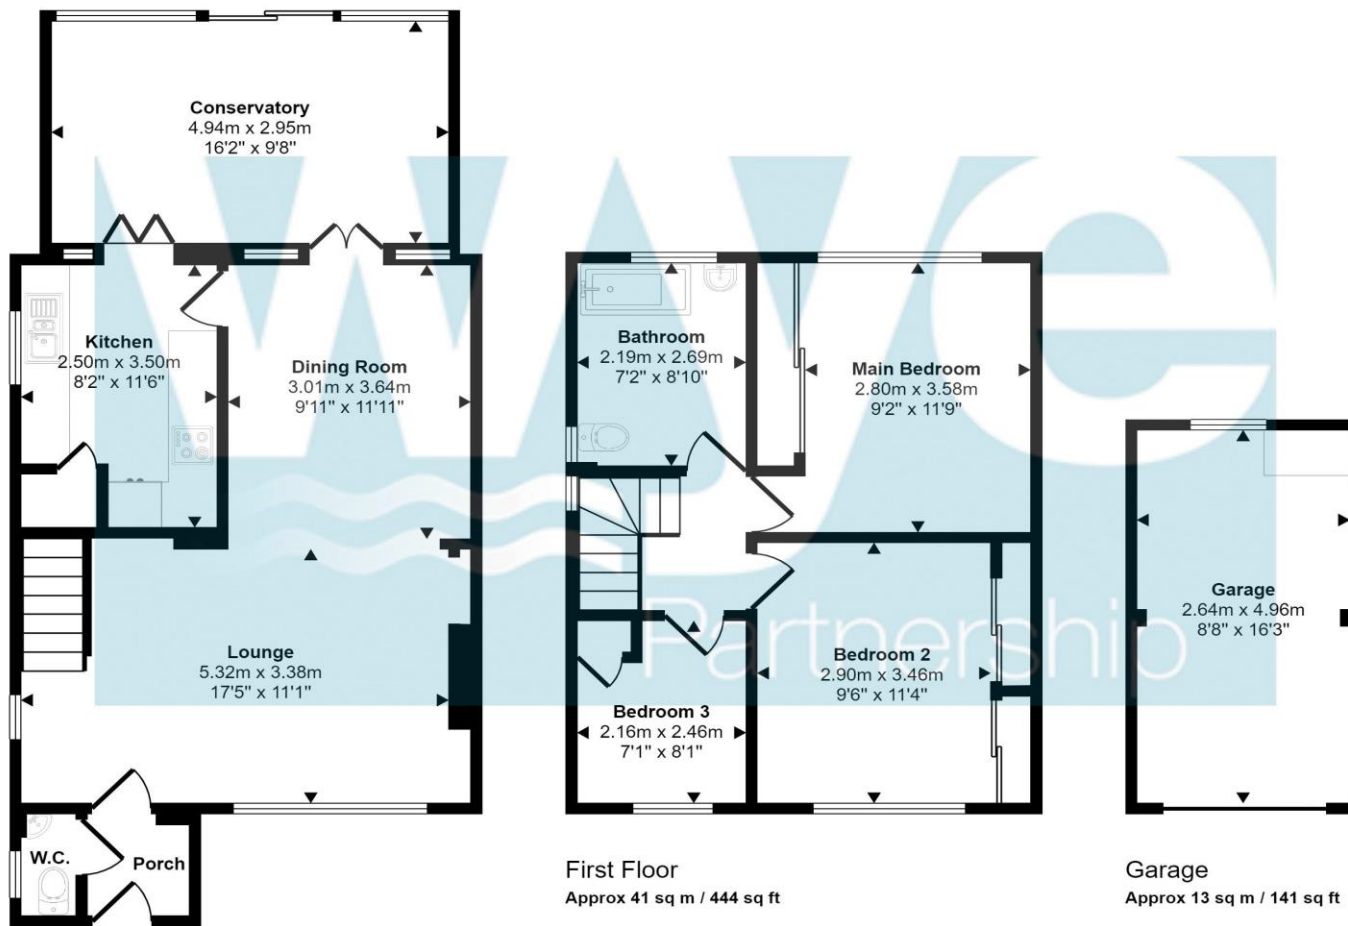 Conservatory
4.94m x 2.95m
16'2" x 9'8"
Kitchen
2.50m x 3.50m
8'2" x 11'6"
Dining Room
3.01m x 3.64m
9'11" x 11'11"
Lounge
5.32m x 3.38m
17'5" x 11'1"
W.C.
Porch
Bathroom
2.19m x 2.69m
7'2" x 8'10"
Main Bedroom
2.80m x 3.58m
9'2" x 11'9"
Bedroom 2
2.90m x 3.46m
9'6" x 11'4"
Bedroom 3
2.16m x 2.46m
7'1" x 8'1"
First Floor
Approx 41 sq m / 444 sq ft
Garage
2.64m x 4.96m
8'8" x 16'3"
Garage
Approx 13 sq m / 141 sq ft
wave
Partnership